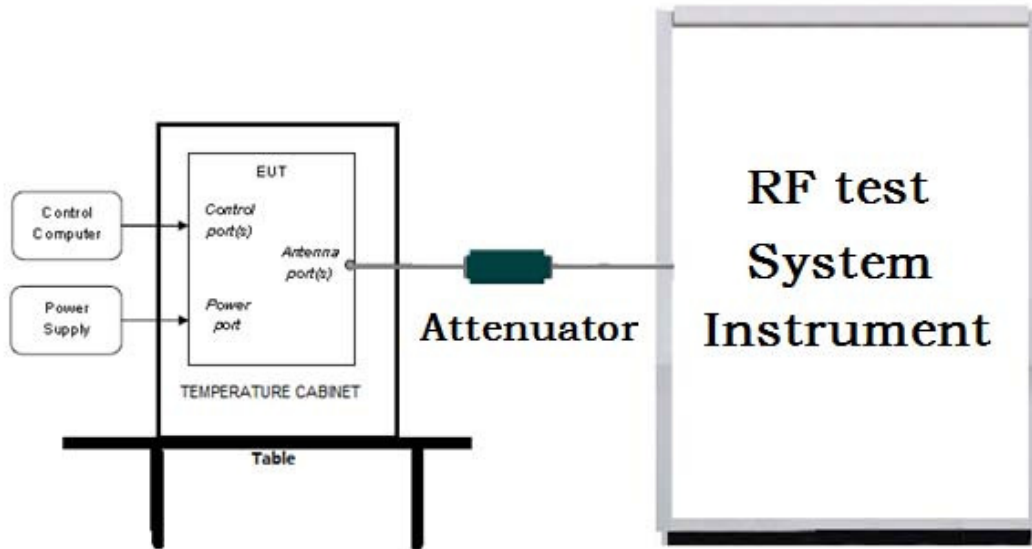 Control
Computer
Power
Supply
EUT
Control
port(s)
Antenna
port(s)
Power
port
TEMPERATURE CABINET
Table
Attenuator
RF test
System
Instrument